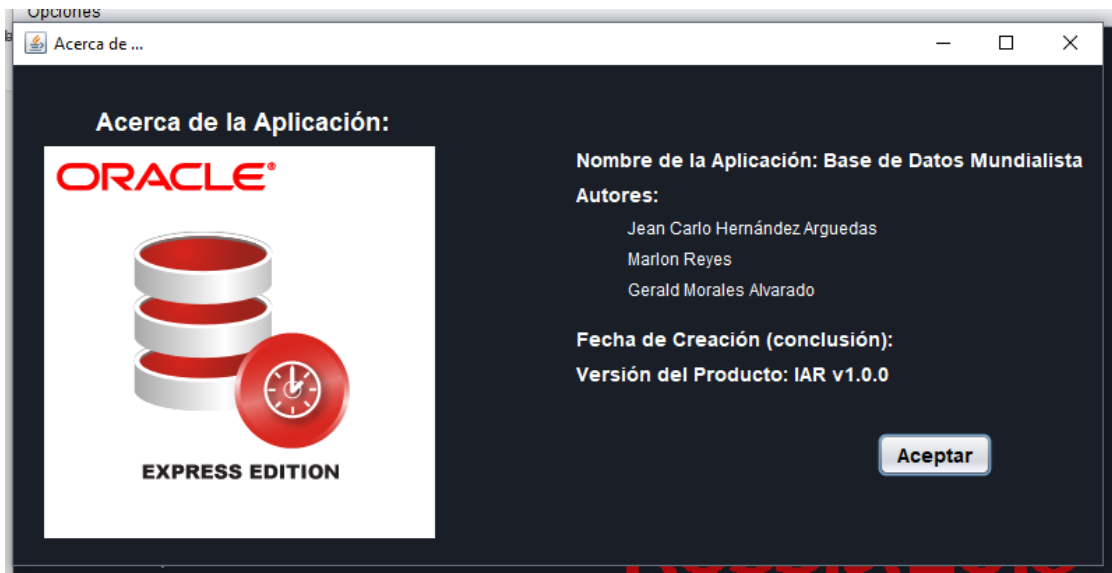 Opciones
Acerca de ...
Acerca de la Aplicación:
ORACLE®
EXPRESS EDITION
Nombre de la Aplicación: Base de Datos Mundialista
Autores:
Jean Carlo Hernández Arguedas
Marlon Reyes
Gerald Morales Alvarado
Fecha de Creación (conclusión):
Versión del Producto: IAR v1.0.0
Aceptar